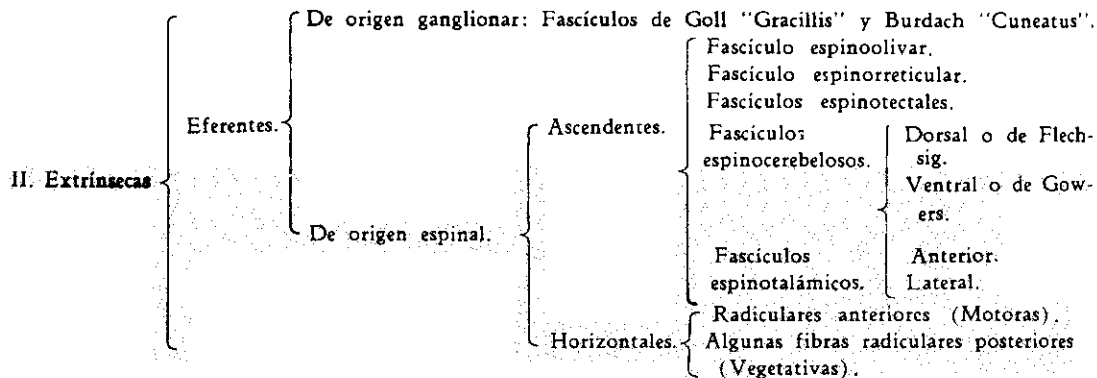 De origen ganglionar: Fascículos de Goll "Gracillis" y Burdach "Cuneatus".
Fascículo espinoolivar.
Fascículo espinorreticular.
Fascículos espinotectales.
Eferentes.
Ascendentes.
Fascículos
espinocerebelosos.
Dorsal o de Flech-
sig.
Ventral o de Gow-
ers.
II. Extrínsecas
De origen espinal.
Fascículos
espinotalámicos.
Anterior.
Lateral.
Horizontales.
Radiculares anteriores (Motoras).
Algunas fibras radiculares posteriores
(Vegetativas).